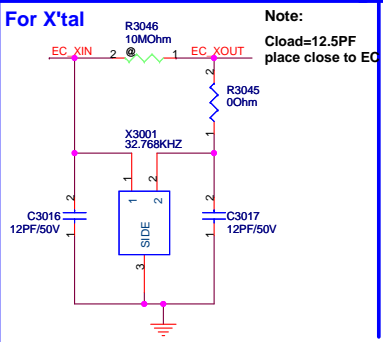 For X'tal
Note:
Cload=12.5PF
place close to EC
R3046
10MOhm
@
EC_XIN
2
1
EC_XOUT
2
R3045
0Ohm
1
X3001
32.768KHZ
1
2
1
2
SIDE
3
2
C3016
12PF/50V
1
2
C3017
12PF/50V
1